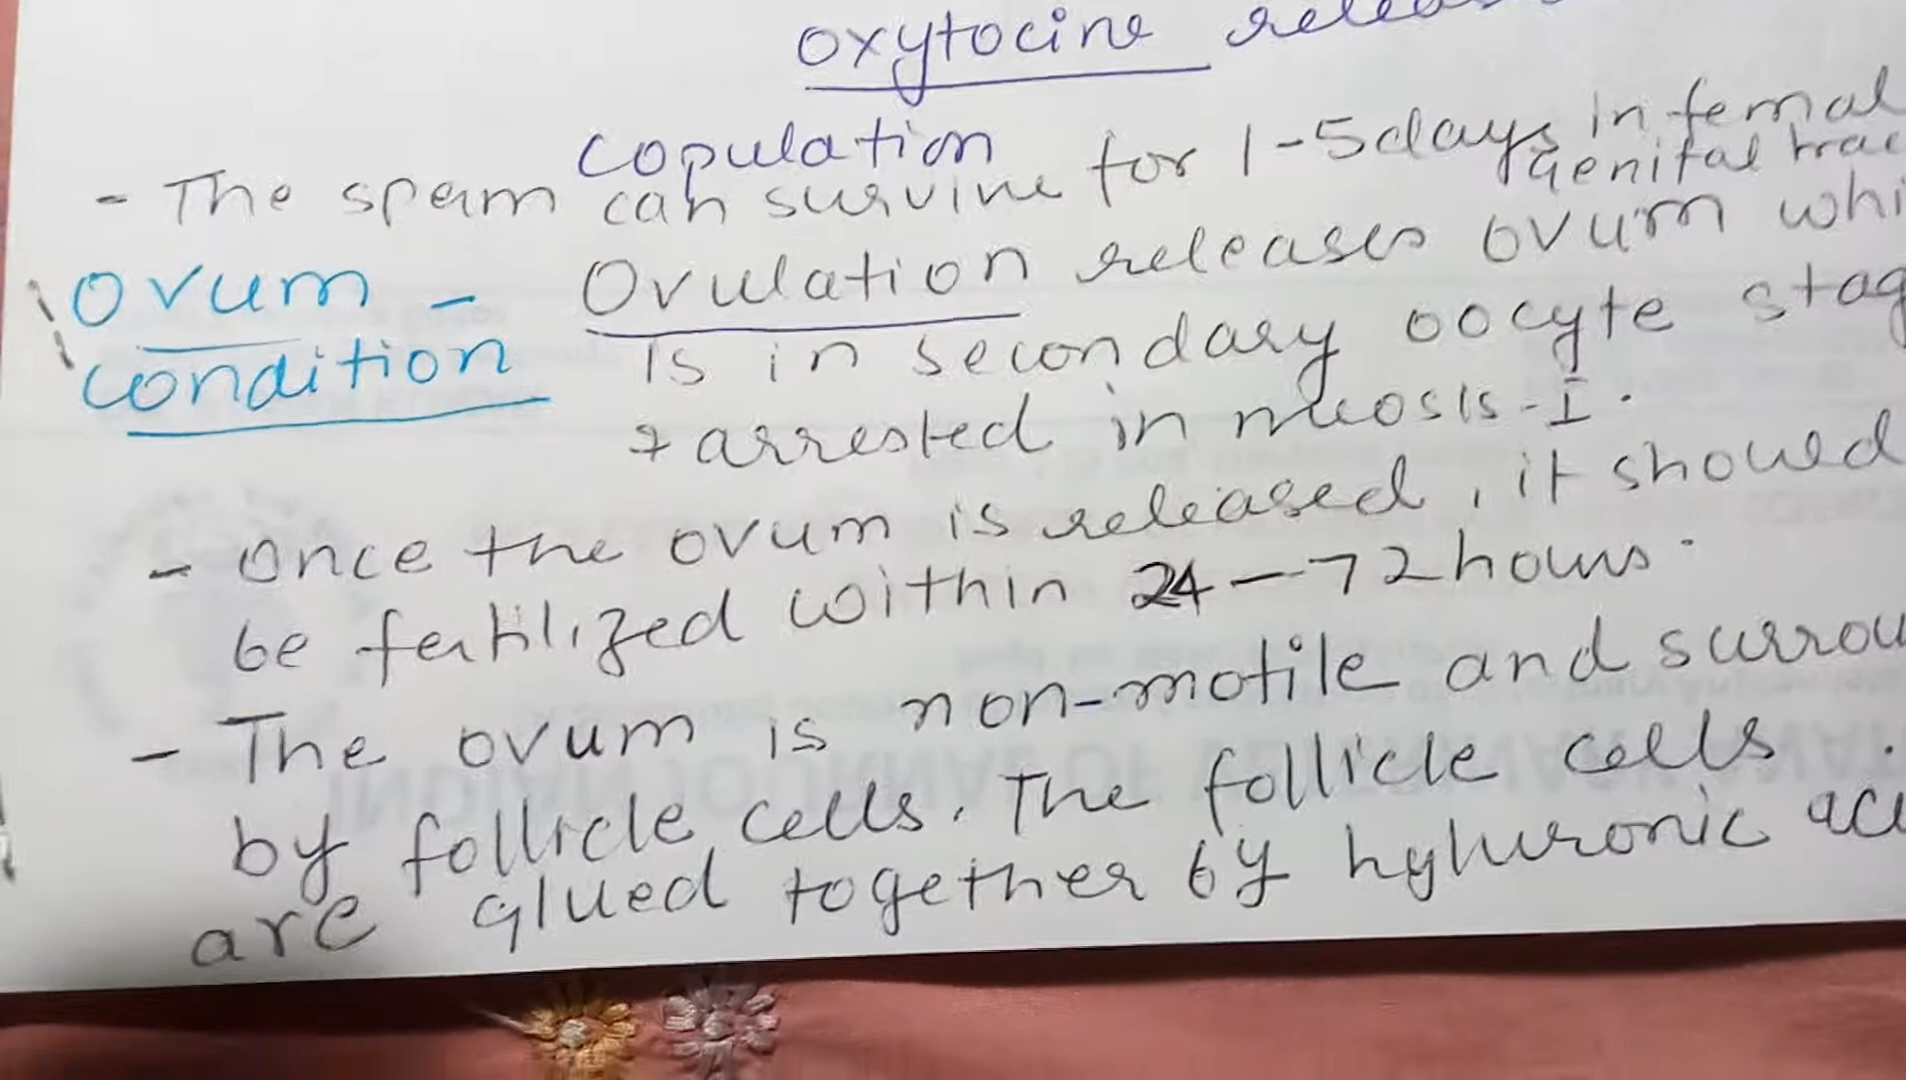 oxytocine
copulation
- The sperm can survive for 1-5 days in femal
genital trac
ovum - Ovulation releases ovum whi
condition is in secondary oocyte stag
+ arrested in meosis-I.
- once the ovum is released, it should
be fertilized within 24-72 hours.
- The ovum is non-motile and surrou
by follicle cells. The follicle cells
are glued together by hyluronic aci